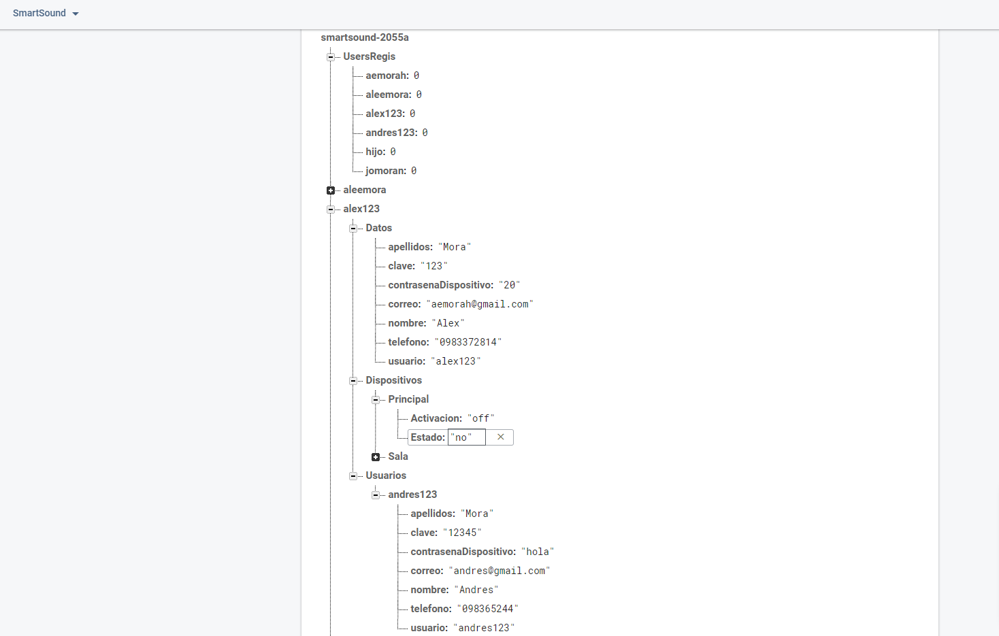 SmartSound
smartsound-2055a
UsersRegis
aemorah: 0
aleemora: 0
alex123: 0
andres123: 0
hijo: 0
jomoran: 0
aleemora
alex123
Datos
apellidos: "Mora"
clave: "123"
contrasenaDispositivo: "20"
correo: "aemorah@gmail.com"
nombre: "Alex"
telefono: "0983372814"
usuario: "alex123"
Dispositivos
Principal
Activacion: "off"
Estado: "no"
Sala
Usuarios
andres123
apellidos: "Mora"
clave: "12345"
contrasenaDispositivo: "hola"
correo: "andres@gmail.com"
nombre: "Andres"
telefono: "098365244"
usuario: "andres123"